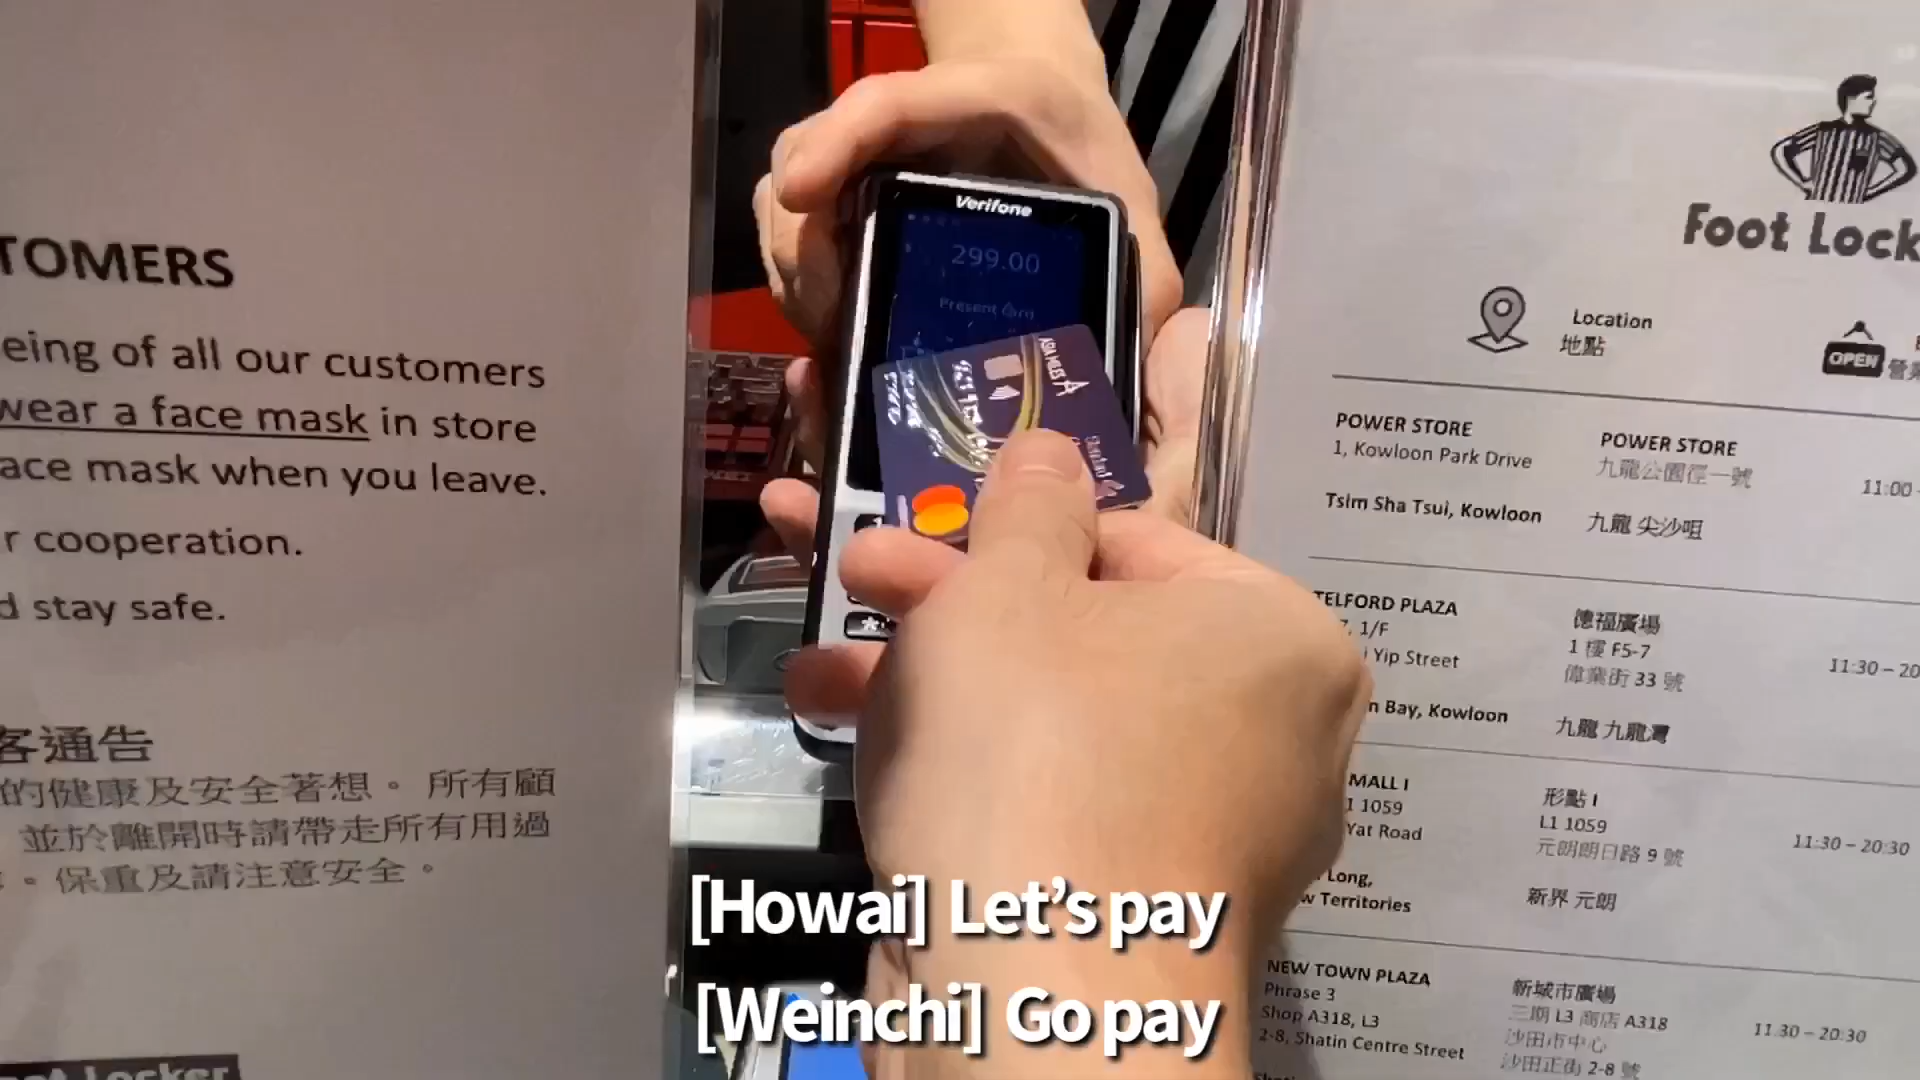 TOMERS
eing of all our customers
wear a face mask in store
ace mask when you leave.
r cooperation.
d stay safe.
客通告
的健康及安全著想。所有顧
並於離開時請帶走所有用過
。保重及請注意安全。
Verifone
299.00
Present Card
ASIA MILES
Foot Lock
Location
地點
OPEN
營業
POWER STORE
1, Kowloon Park Drive
Tsim Sha Tsui, Kowloon
POWER STORE
九龍公園徑一號
九龍 尖沙咀
11:00
TELFORD PLAZA
7, 1/F
i Yip Street
n Bay, Kowloon
德福廣場
1 樓 F5-7
偉業街 33 號
九龍 九龍灣
11:30 – 20
MALL I
1 1059
Yat Road
Long,
w Territories
形點 I
L1 1059
元朗朗日路 9 號
新界 元朗
11:30 – 20:30
NEW TOWN PLAZA
Phrase 3
Shop A318, L3
2-8, Shatin Centre Street
新城市廣場
三期 L3 商店 A318
沙田市中心
沙田正街 2-8 號
11:30 – 20:30
[Howai] Let's pay
[Weinchi] Go pay